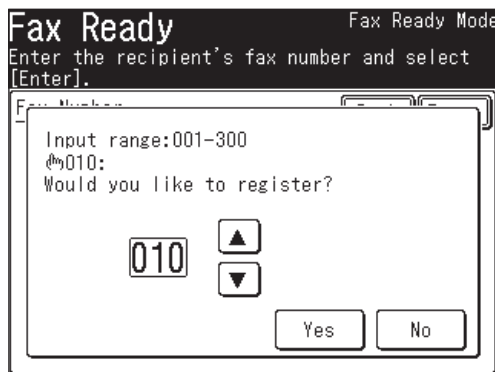 Fax Ready
Fax Ready Mode
Enter the recipient's fax number and select
[Enter].
Input range:001-300
010:
Would you like to register?
010
▲
▼
Yes
No